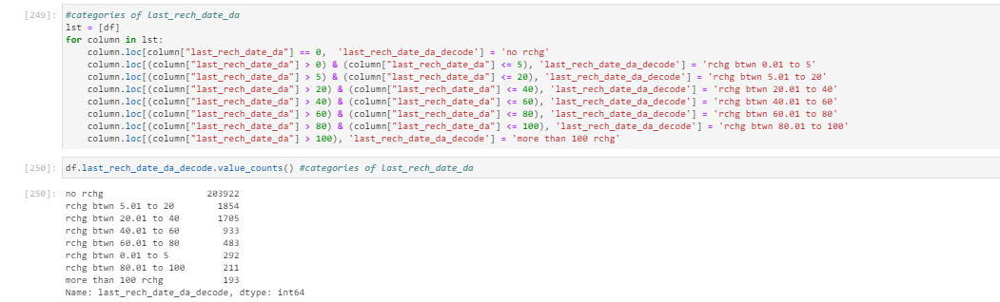 [249]: #categories of last_rech_date_da
lst = [df]
for column in lst:
    column.loc[column["last_rech_date_da"] == 0,  'last_rech_date_da_decode'] = 'no rchg'
    column.loc[(column["last_rech_date_da"] > 0) & (column["last_rech_date_da"] <= 5), 'last_rech_date_da_decode'] = 'rchg btwn 0.01 to 5'
    column.loc[(column["last_rech_date_da"] > 5) & (column["last_rech_date_da"] <= 20), 'last_rech_date_da_decode'] = 'rchg btwn 5.01 to 20'
    column.loc[(column["last_rech_date_da"] > 20) & (column["last_rech_date_da"] <= 40), 'last_rech_date_da_decode'] = 'rchg btwn 20.01 to 40'
    column.loc[(column["last_rech_date_da"] > 40) & (column["last_rech_date_da"] <= 60), 'last_rech_date_da_decode'] = 'rchg btwn 40.01 to 60'
    column.loc[(column["last_rech_date_da"] > 60) & (column["last_rech_date_da"] <= 80), 'last_rech_date_da_decode'] = 'rchg btwn 60.01 to 80'
    column.loc[(column["last_rech_date_da"] > 80) & (column["last_rech_date_da"] <= 100), 'last_rech_date_da_decode'] = 'rchg btwn 80.01 to 100'
    column.loc[(column["last_rech_date_da"] > 100), 'last_rech_date_da_decode'] = 'more than 100 rchg'
[250]: df.last_rech_date_da_decode.value_counts() #categories of last_rech_date_da
[250]: no rchg                   203922
rchg btwn 5.01 to 20        1854
rchg btwn 20.01 to 40       1705
rchg btwn 40.01 to 60        933
rchg btwn 60.01 to 80        483
rchg btwn 0.01 to 5          292
rchg btwn 80.01 to 100       211
more than 100 rchg           193
Name: last_rech_date_da_decode, dtype: int64